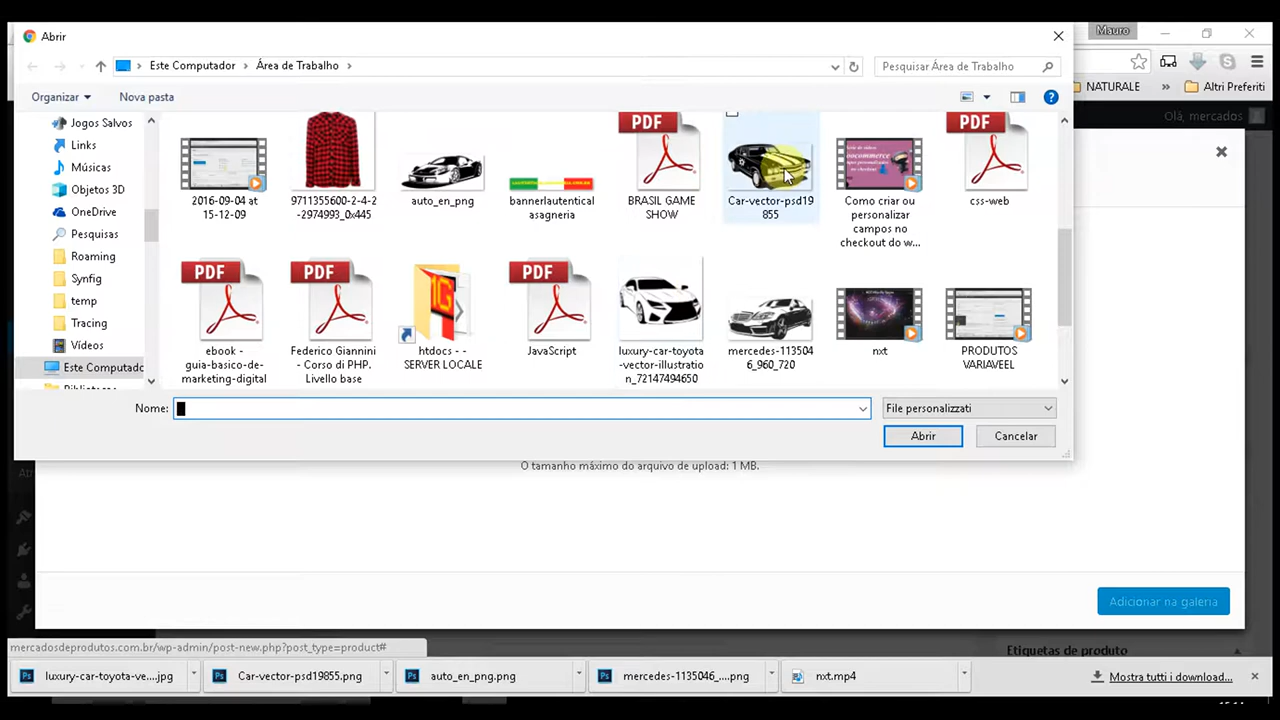 Abrir
Mauro
Este Computador
Área de Trabalho
Pesquisar Área de Trabalho
NATURALE
»
Altri Preferiti
Organizar
Nova pasta
Olá, mercados
Jogos Salvos
Links
Músicas
Objetos 3D
OneDrive
Pesquisas
Roaming
Synfig
temp
Tracing
Vídeos
Este Computado
2016-09-04 at
15-12-09
9711355600-2-4-2
-2974993_0x445
auto_en_png
bannerlautentical
asagneria
PDF
BRASIL GAME
SHOW
Car-vector-psd19
855
Como criar ou
personalizar
campos no
checkout do w...
PDF
css-web
PDF
ebook -
guia-basico-de-
marketing-digital
PDF
Federico Giannini
- Corso di PHP.
Livello base
htdocs - -
SERVER LOCALE
PDF
JavaScript
luxury-car-toyota
-vector-illustratio
n_72147494650
mercedes-113504
6_960_720
nxt
PRODUTOS
VARIAVEEL
Nome:
File personalizzati
Abrir
Cancelar
O tamanho máximo do arquivo de upload: 1 MB.
Adicionar na galeria
mercadosdeprodutos.com.br/wp-admin/post-new.php?post_type=product#
Etiquetas de produto
luxury-car-toyota-ve....jpg
Car-vector-psd19855.png
auto_en_png.png
mercedes-1135046_....png
nxt.mp4
Mostra tutti i download...